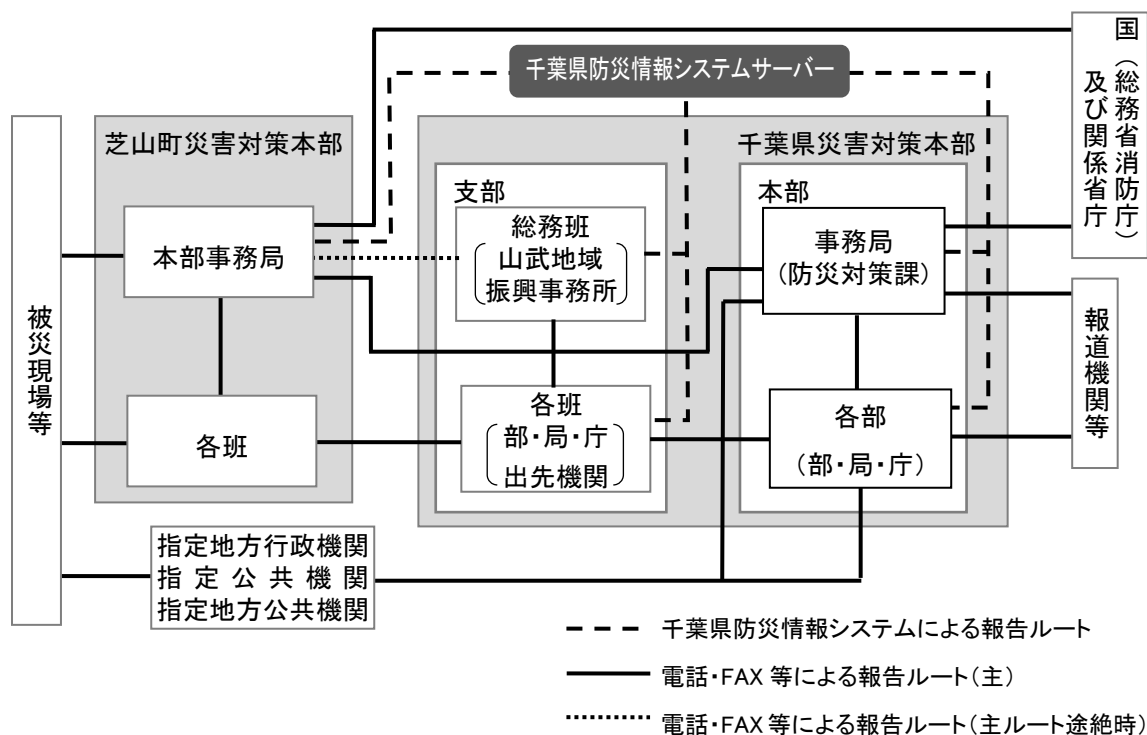 千葉県防災情報システムサーバー
国（総務省消防庁）
及び関係省庁
芝山町災害対策本部
千葉県災害対策本部
支部
本部
本部事務局
総務班
山武地域
振興事務所
事務局
(防災対策課)
被災現場等
報道機関等
各班
各班
部・局・庁
出先機関
各部
(部・局・庁)
指定地方行政機関
指定公共機関
指定地方公共機関
千葉県防災情報システムによる報告ルート
電話・FAX 等による報告ルート(主)
電話・FAX 等による報告ルート(主ルート途絶時)